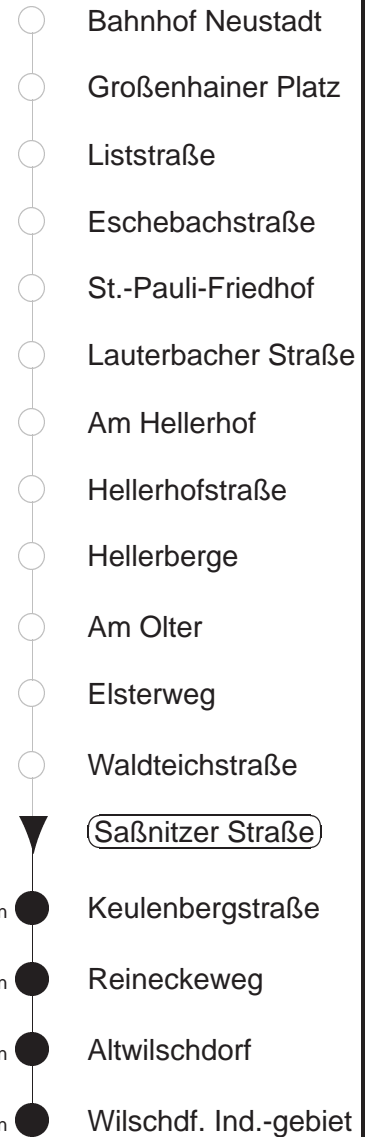 Bahnhof Neustadt
Großenhainer Platz
Liststraße
Eschebachstraße
St.-Pauli-Friedhof
Lauterbacher Straße
Am Hellerhof
Hellerhofstraße
Hellerberge
Am Olter
Elsterweg
Waldteichstraße
Saßnitzer Straße
n Keulenbergstraße
n Reineckeweg
n Altwilschdorf
n Wilschdf. Ind.-gebiet